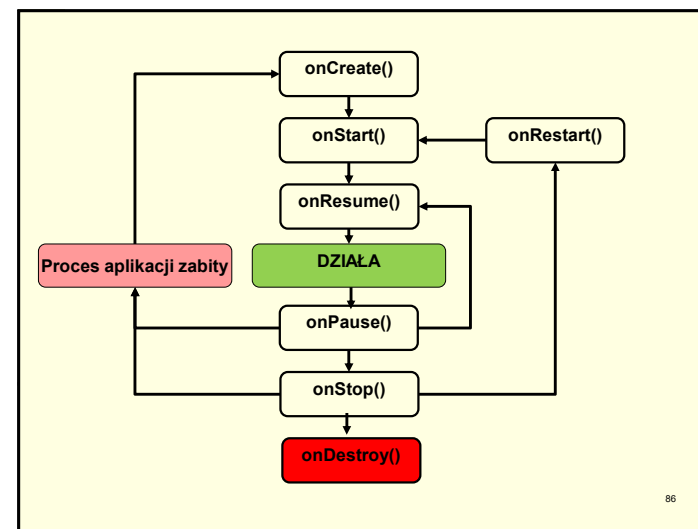 onCreate()
onStart()
onRestart()
onResume()
Proces aplikacji zabity
DZIAŁA
onPause()
onStop()
onDestroy()
86